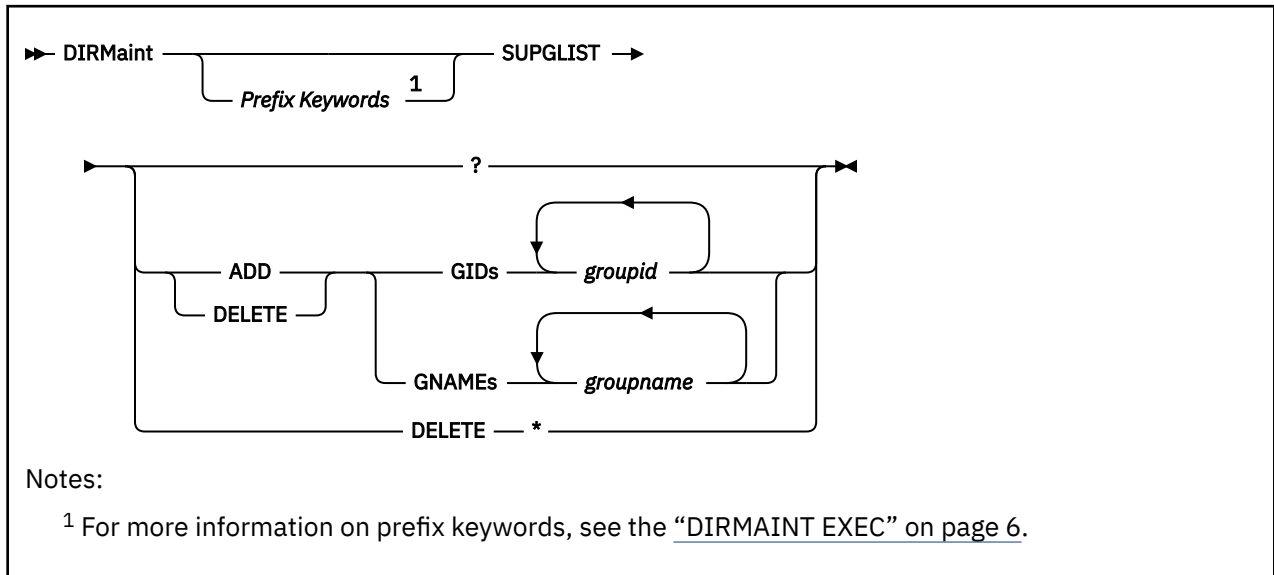 DIRMaint SUPGLIST
Prefix Keywords 1
?
ADD GIDs groupid
DELETE
GNAMEs groupname
DELETE *
Notes:
1 For more information on prefix keywords, see the “DIRMAINT EXEC” on page 6.